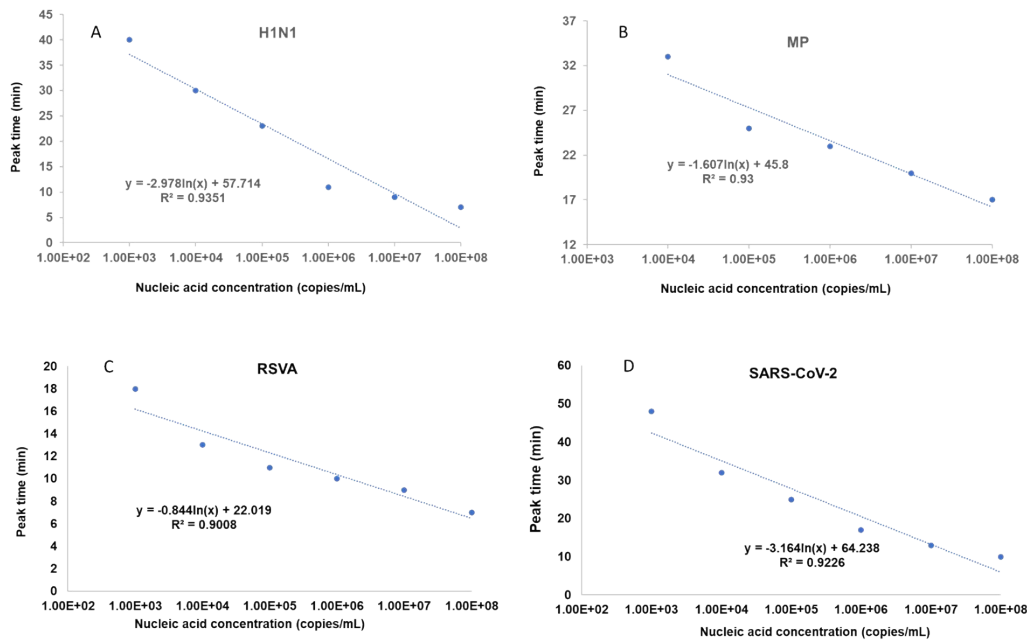 A
H1N1
Peak time (min)
45
40
35
30
25
20
15
10
5
0
y = -2.978ln(x) + 57.714
R² = 0.9351
1.00E+02 1.00E+03 1.00E+04 1.00E+05 1.00E+06 1.00E+07 1.00E+08
Nucleic acid concentration (copies/mL)
B
MP
Peak time (min)
37
32
27
22
17
12
y = -1.607ln(x) + 45.8
R² = 0.93
1.00E+03 1.00E+04 1.00E+05 1.00E+06 1.00E+07 1.00E+08
Nucleic acid concentration (copies/mL)
C
RSVA
Peak time (min)
20
18
16
14
12
10
8
6
4
2
0
y = -0.844ln(x) + 22.019
R² = 0.9008
1.00E+02 1.00E+03 1.00E+04 1.00E+05 1.00E+06 1.00E+07 1.00E+08
Nucleic acid concentration (copies/mL)
D
SARS-CoV-2
Peak time (min)
60
50
40
30
20
10
0
y = -3.164ln(x) + 64.238
R² = 0.9226
1.00E+02 1.00E+03 1.00E+04 1.00E+05 1.00E+06 1.00E+07 1.00E+08
Nucleic acid concentration (copies/mL)